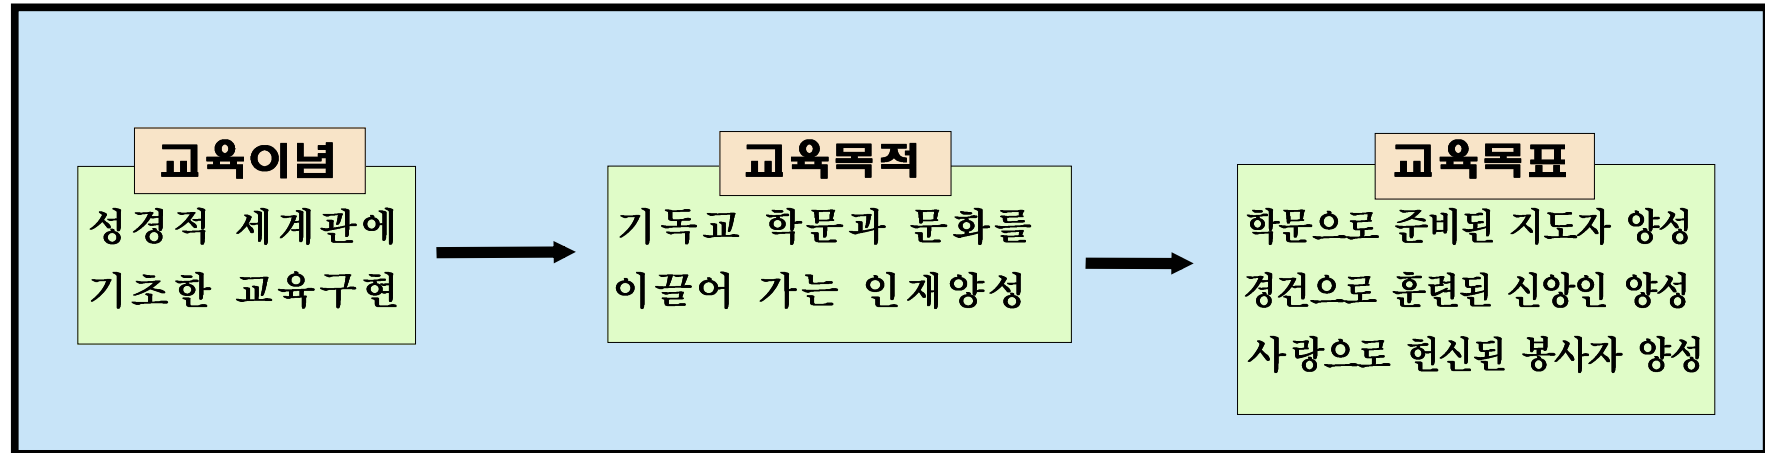 교육이념
성경적 세계관에
기초한 교육구현
교육목적
기독교 학문과 문화를
이끌어 가는 인재양성
교육목표
학문으로 준비된 지도자 양성
경건으로 훈련된 신앙인 양성
사랑으로 헌신된 봉사자 양성